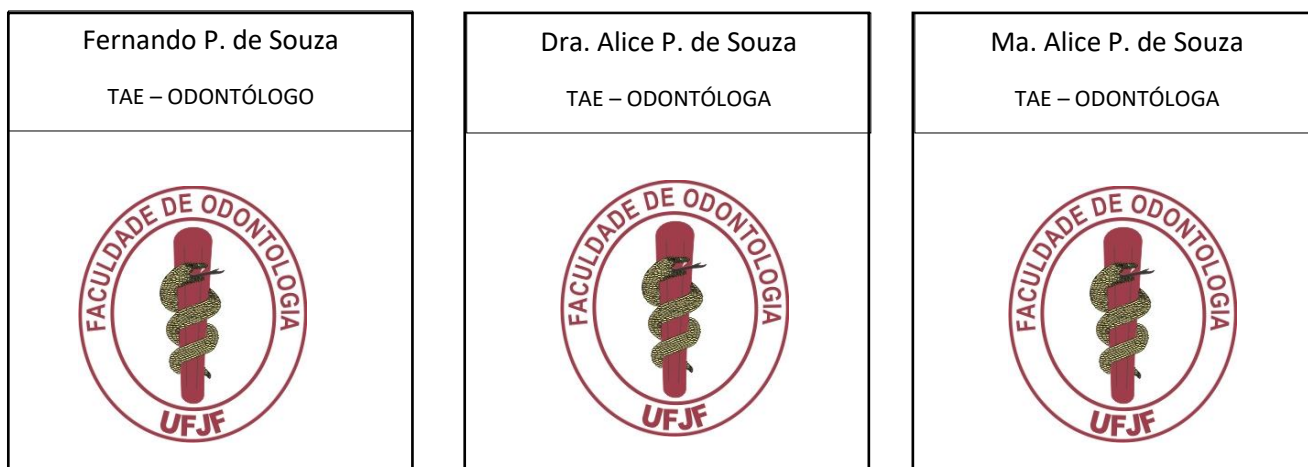 Fernando P. de Souza
TAE – ODONTÓLOGO
FACULDADE DE ODONTOLOGIA
UFJF
Dra. Alice P. de Souza
TAE – ODONTÓLOGA
FACULDADE DE ODONTOLOGIA
UFJF
Ma. Alice P. de Souza
TAE – ODONTÓLOGA
FACULDADE DE ODONTOLOGIA
UFJF